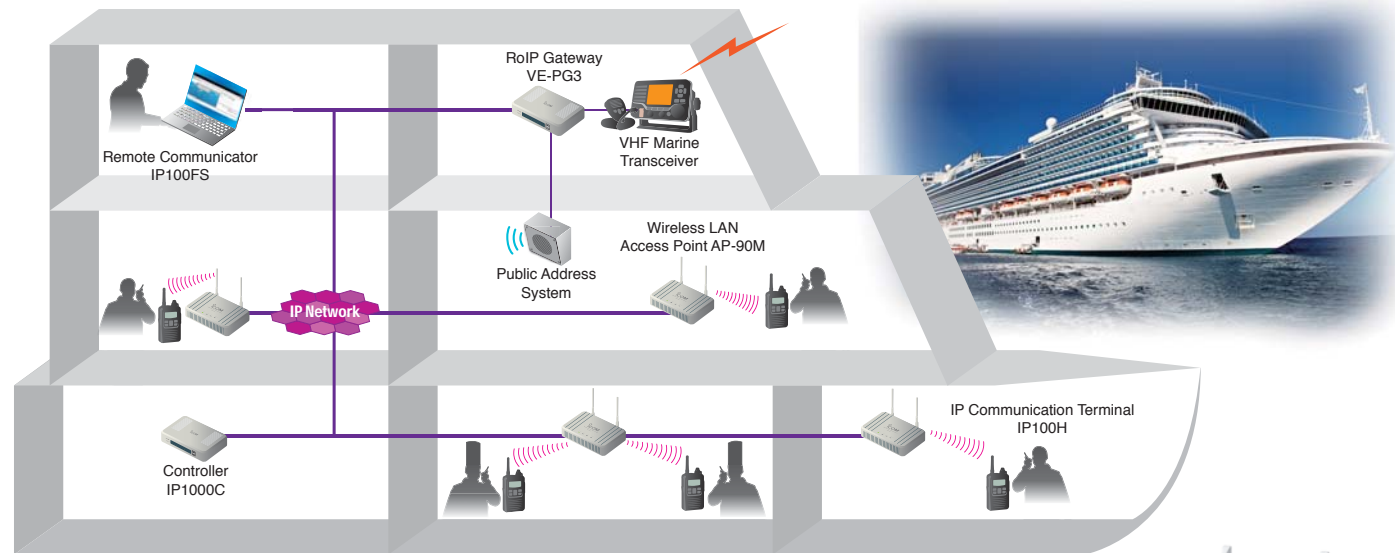 RoIP Gateway
VE-PG3
Remote Communicator
IP100FS
VHF Marine
Transceiver
Wireless LAN
Access Point AP-90M
Public Address
System
IP Network
IP Communication Terminal
IP100H
Controller
IP1000C